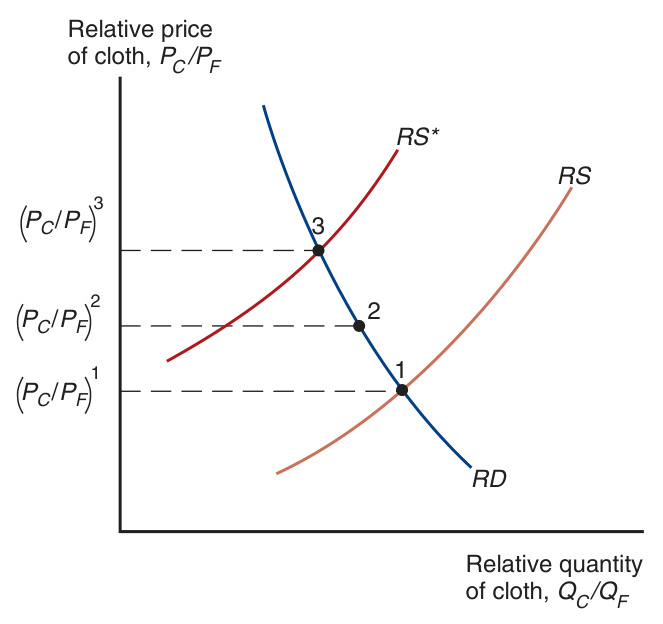 Relative price
of cloth, P_C/P_F
RS*
RS
(P_C/P_F)^3
3
(P_C/P_F)^2
2
(P_C/P_F)^1
1
RD
Relative quantity
of cloth, Q_C/Q_F